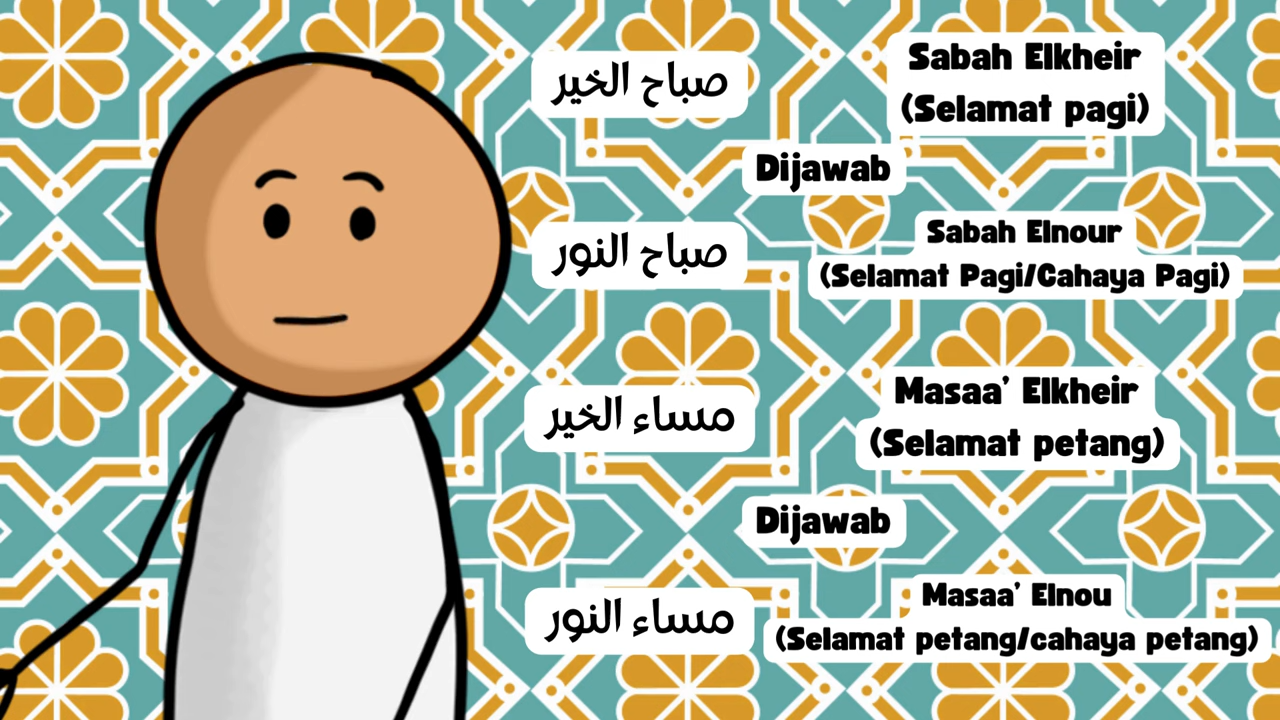 صباح الخير
Sabah Elkheir
(Selamat pagi)
Dijawab
صباح النور
Sabah Elnour
(Selamat Pagi/Cahaya Pagi)
مساء الخير
Masaa' Elkheir
(Selamat petang)
Dijawab
مساء النور
Masaa' Elnou
(Selamat petang/cahaya petang)